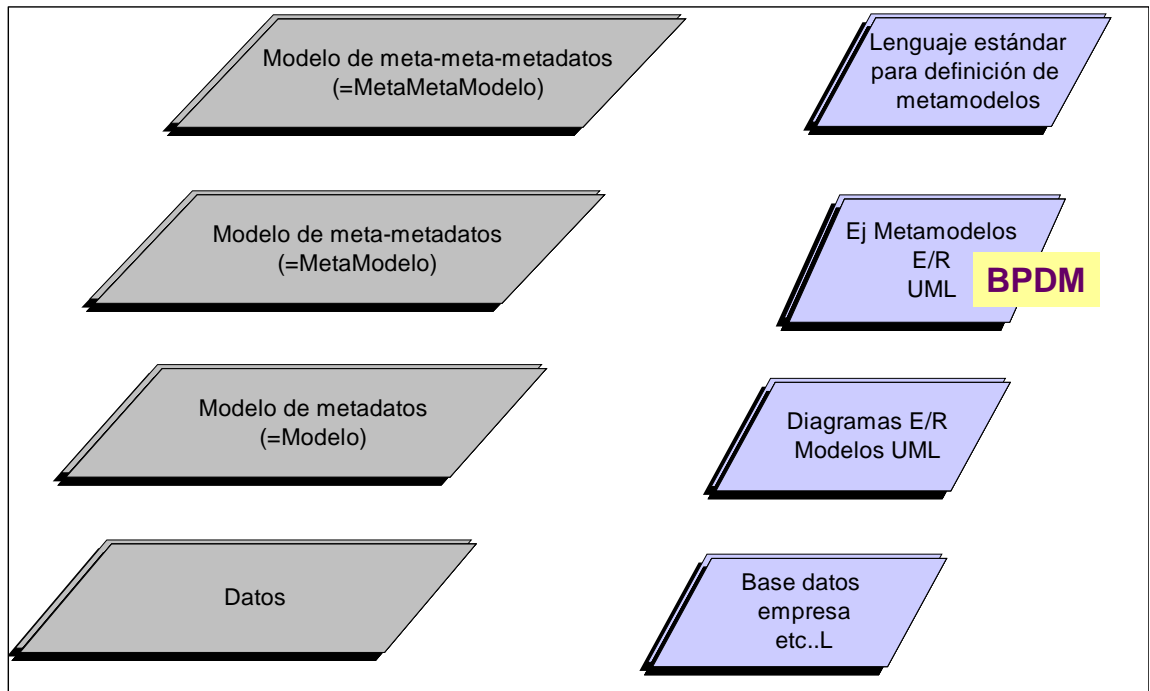 Modelo de meta-meta-metadatos
(=MetaMetaModelo)
Lenguaje estándar
para definición de
metamodelos
Modelo de meta-metadatos
(=MetaModelo)
Ej Metamodelos
E/R
UML
BPDM
Modelo de metadatos
(=Modelo)
Diagramas E/R
Modelos UML
Datos
Base datos
empresa
etc..L